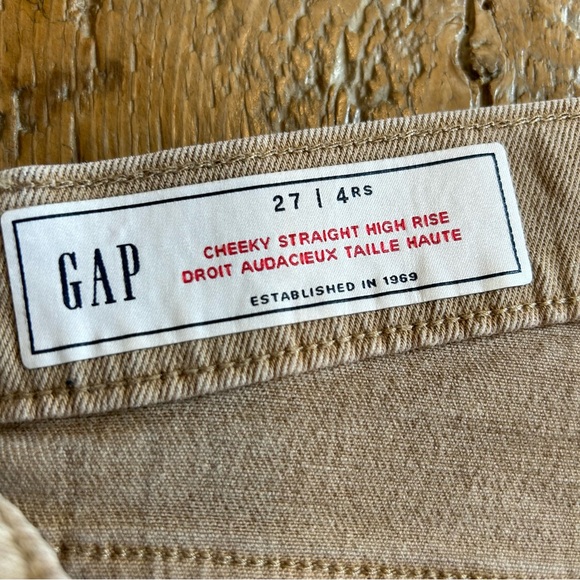 GAP
27 | 4RS
CHEEKY STRAIGHT HIGH RISE
DROIT AUDACIEUX TAILLE HAUTE
ESTABLISHED IN 1969